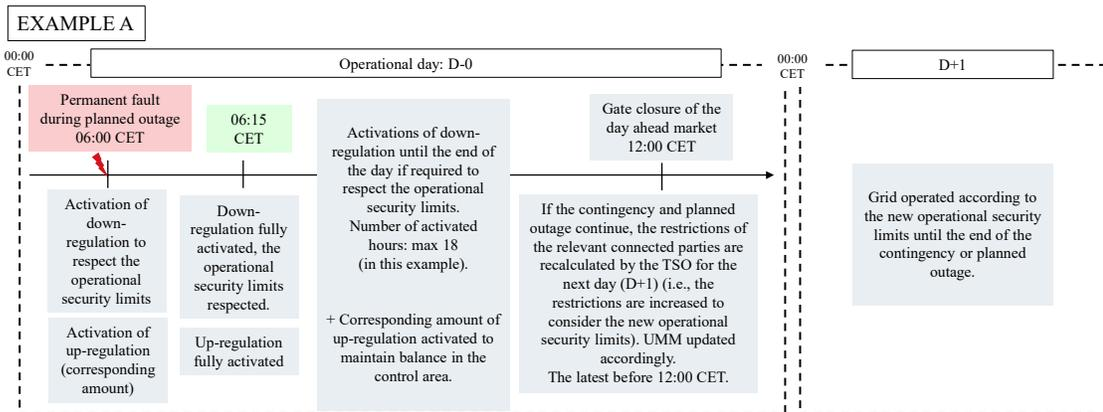 EXAMPLE A
00:00
CET
Operational day: D-0
00:00
CET
D+1
Permanent fault
during planned outage
06:00 CET
06:15
CET
Activations of down-
regulation until the end of
the day if required to
respect the operational
security limits.
Number of activated
hours: max 18
(in this example).
+ Corresponding amount of
up-regulation activated to
maintain balance in the
control area.
Gate closure of the
day ahead market
12:00 CET
Activation of
down-
regulation to
respect the
operational
security limits
Activation of
up-regulation
(corresponding
amount)
Down-
regulation fully
activated, the
operational
security limits
respected.
Up-regulation
fully activated
If the contingency and planned
outage continue, the restrictions of
the relevant connected parties are
recalculated by the TSO for the
next day (D+1) (i.e., the
restrictions are increased to
consider the new operational
security limits). UMM updated
accordingly.
The latest before 12:00 CET.
Grid operated according to
the new operational security
limits until the end of the
contingency or planned
outage.